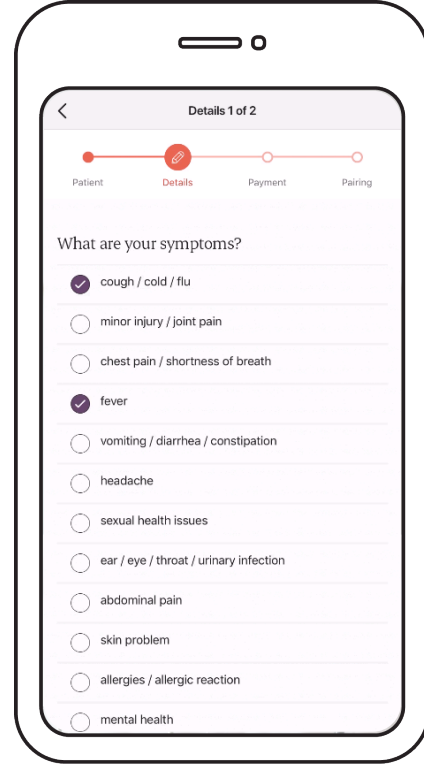 Details 1 of 2
Patient Details Payment Pairing
What are your symptoms?
cough / cold / flu
minor injury / joint pain
chest pain / shortness of breath
fever
vomiting / diarrhea / constipation
headache
sexual health issues
ear / eye / throat / urinary infection
abdominal pain
skin problem
allergies / allergic reaction
mental health